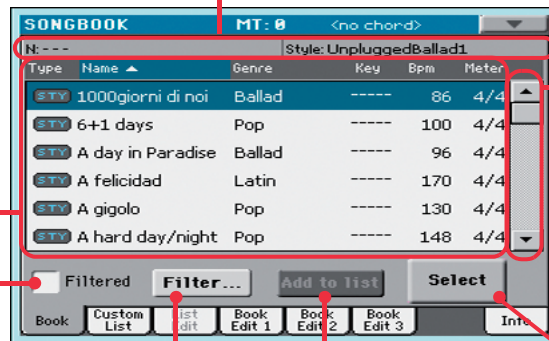 SONGBOOK MT: 0 <no chord>
N: --- Style: UnpluggedBallad1
Type Name Genre Key Bpm Meter
STY 1000giorni di noi Ballad ----- 86 4/4
STY 6+1 days Pop ----- 100 4/4
STY A day in Paradise Ballad ----- 96 4/4
STY A felicidad Latin ----- 170 4/4
STY A gigolo Pop ----- 130 4/4
STY A hard day/night Pop ----- 148 4/4
Filtered Filter... Add to list Select
Book Custom List List Edit Book Edit 1 Book Edit 2 Book Edit 3 Info